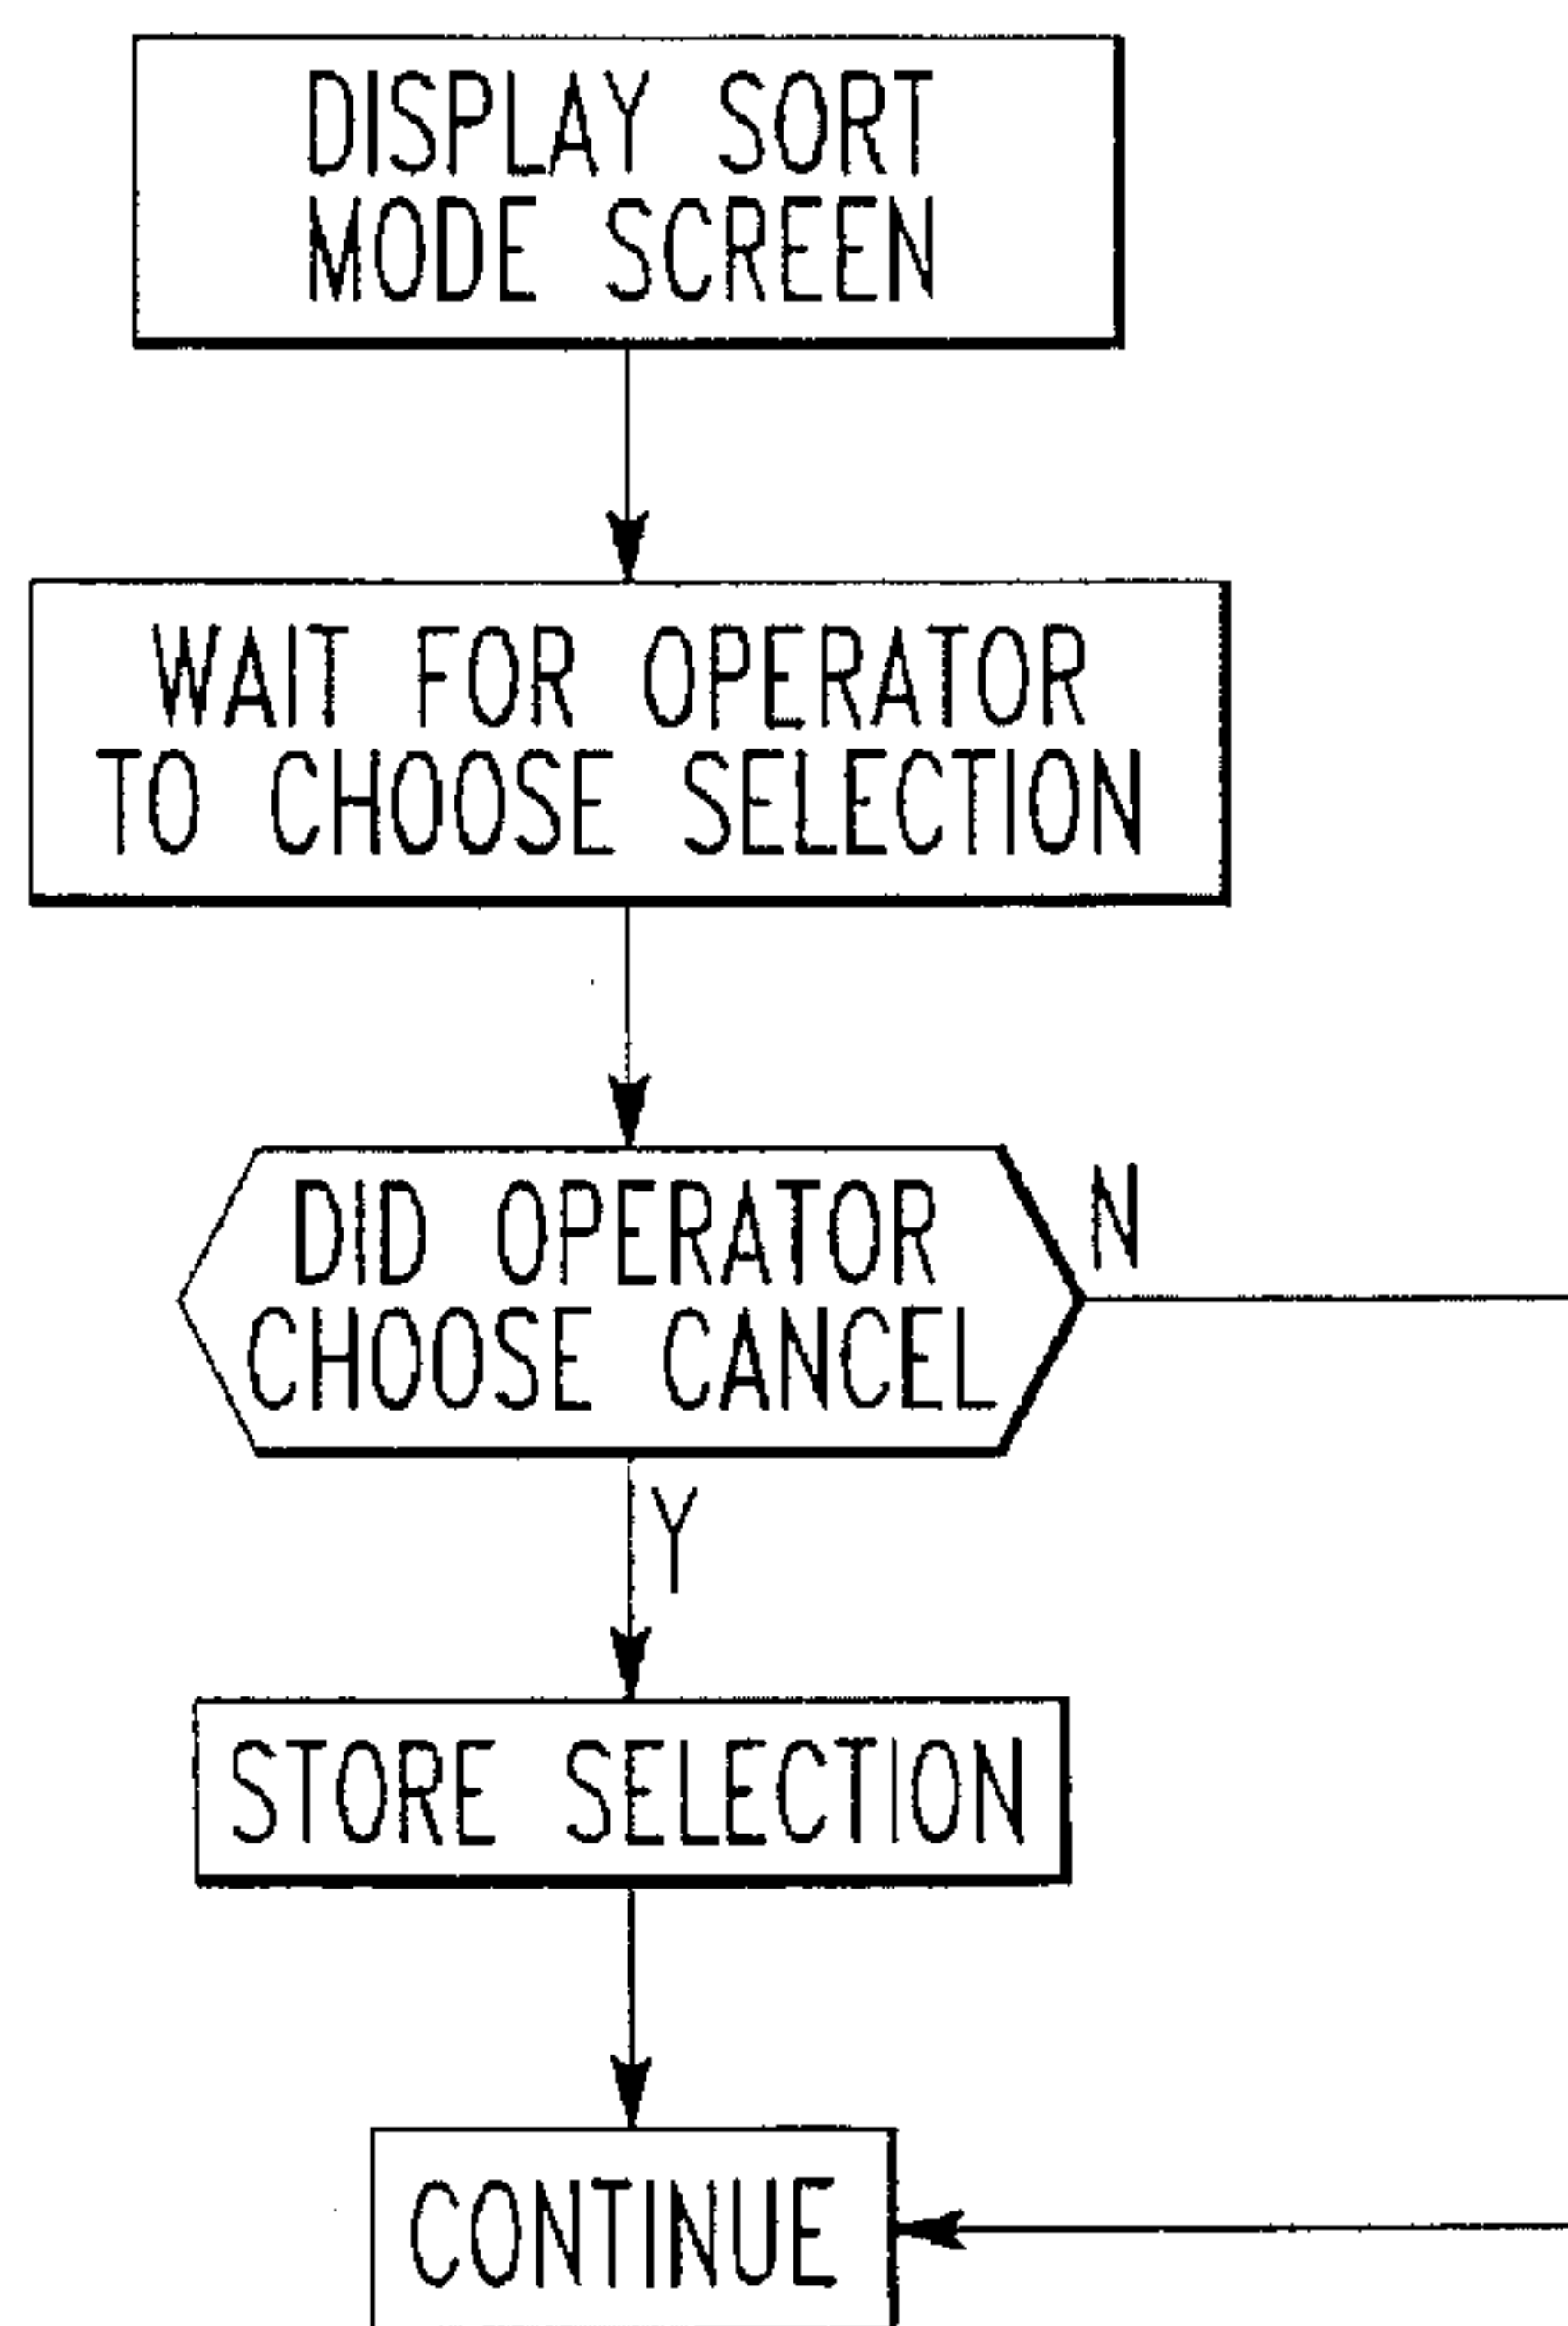 DISPLAY SORT
MODE SCREEN
WAIT FOR OPERATOR
TO CHOOSE SELECTION
DID OPERATOR
CHOOSE CANCEL
N
Y
STORE SELECTION
CONTINUE